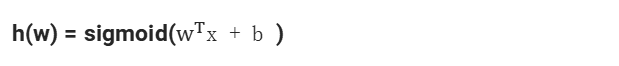 h(w) = sigmoid(wᵀx + b )